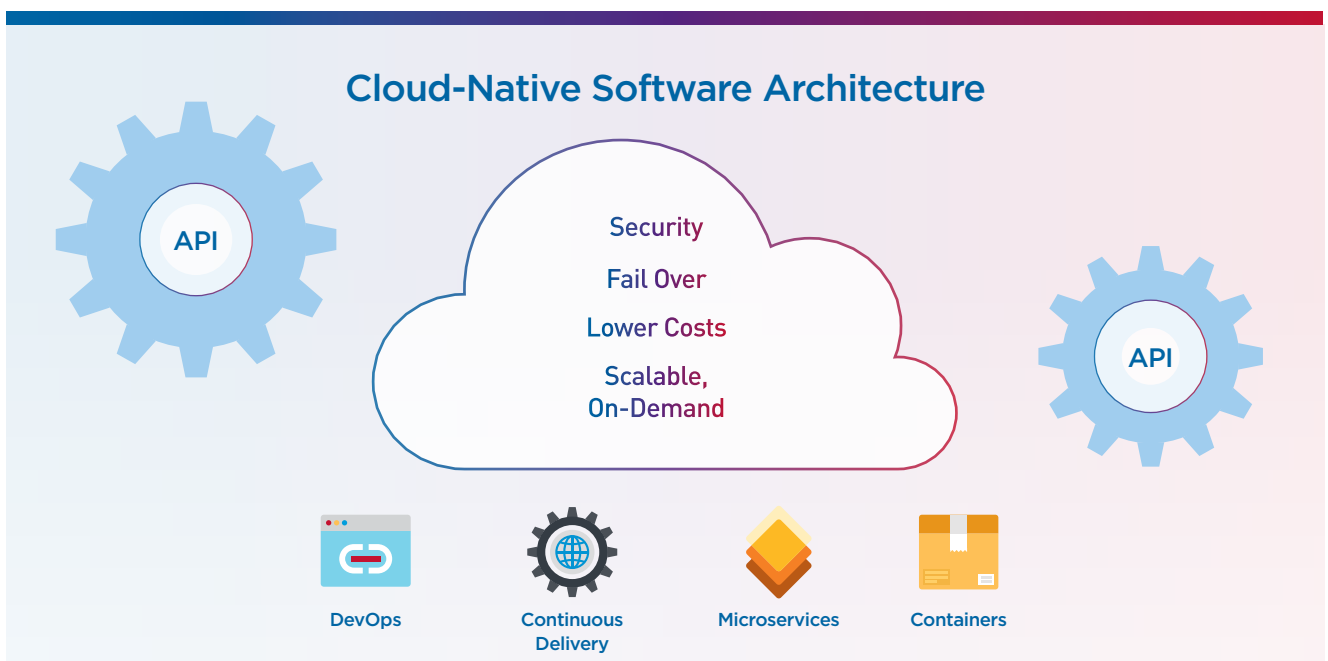 Cloud-Native Software Architecture
API
Security
Fail Over
Lower Costs
Scalable,
On-Demand
API
DevOps
Continuous
Delivery
Microservices
Containers